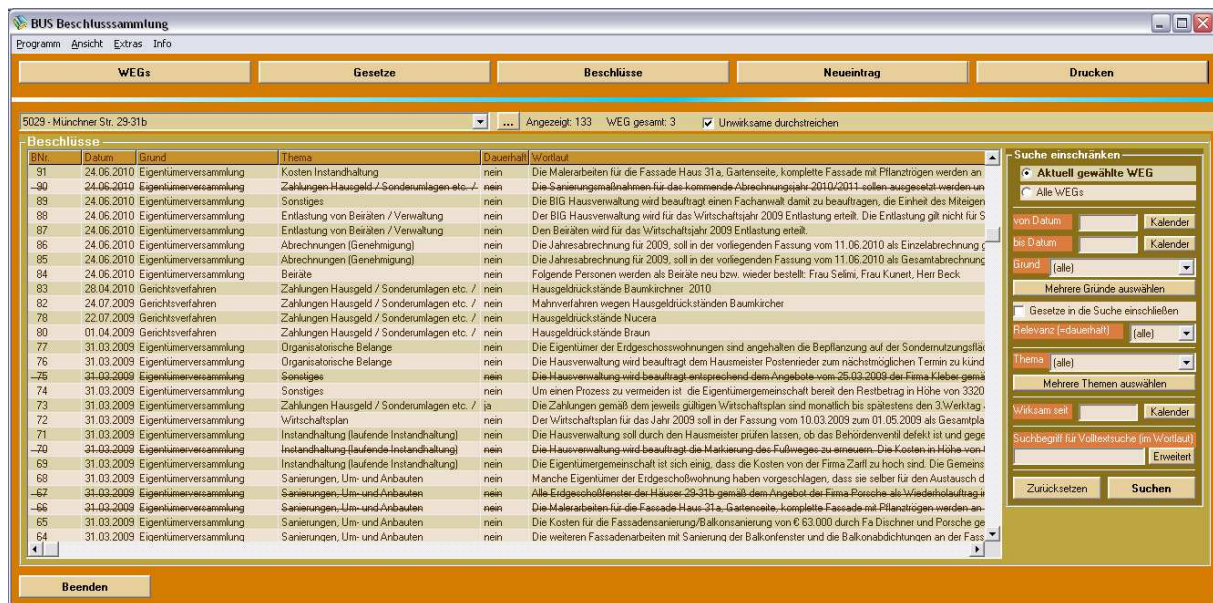 BUS Beschlusssammlung
Programm Ansicht Extras Info
WEGs Gesetze Beschlüsse Neueintrag Drucken
5029 - Münchner Str. 29-31b ... Angezeigt: 133 WEG gesamt: 3 Unwirksame durchstreichen
Beschlüsse
BNr. Datum Grund Thema Dauerhaft Wortlaut
91 24.06.2010 Eigentümerversammlung Kosten Instandhaltung nein Die Malerarbeiten für die Fassade Haus 31a, Gartenseite, komplette Fassade mit Pflanztrögen werden an
90 24.06.2010 Eigentümerversammlung Zahlungen Hausgeld / Sonderumlagen etc. / nein Die Sanierungsmaßnahmen für das kommende Abrechnungsjahr 2010/2011 sollen ausgesetzt werden un
89 24.06.2010 Eigentümerversammlung Sonstiges nein Die BIG Hausverwaltung wird beauftragt einen Fachanwalt damit zu beauftragen, die Einheit des Miteigen
88 24.06.2010 Eigentümerversammlung Entlastung von Beiräten / Verwaltung nein Der BIG Hausverwaltung wird für das Wirtschaftsjahr 2009 Entlastung erteilt. Die Entlastung gilt nicht für S
87 24.06.2010 Eigentümerversammlung Entlastung von Beiräten / Verwaltung nein Den Beiräten wird für das Wirtschaftsjahr 2009 Entlastung erteilt.
86 24.06.2010 Eigentümerversammlung Abrechnungen (Genehmigung) nein Die Jahresabrechnung für 2009, soll in der vorliegenden Fassung vom 11.06.2010 als Einzelabrechnung g
85 24.06.2010 Eigentümerversammlung Abrechnungen (Genehmigung) nein Die Jahresabrechnung für 2009, soll in der vorliegenden Fassung vom 11.06.2010 als Gesamtabrechnung
84 24.06.2010 Eigentümerversammlung Beiräte nein Folgende Personen werden als Beiräte neu bzw. wieder bestellt: Frau Selimi, Frau Kunert, Herr Beck
83 28.04.2010 Gerichtsverfahren Zahlungen Hausgeld / Sonderumlagen etc. / nein Hausgeldrückstände Baumkirchner 2010
82 24.07.2009 Gerichtsverfahren Zahlungen Hausgeld / Sonderumlagen etc. / nein Mahnverfahren wegen Hausgeldrückständen Baumkircher
78 22.07.2009 Gerichtsverfahren Zahlungen Hausgeld / Sonderumlagen etc. / nein Hausgeldrückstände Nucera
80 01.04.2009 Gerichtsverfahren Zahlungen Hausgeld / Sonderumlagen etc. / nein Hausgeldrückstände Braun
77 31.03.2009 Eigentümerversammlung Organisatorische Belange nein Die Eigentümer der Erdgeschosswohnungen sind angehalten die Bepflanzung auf der Sondernutzungsfläc
76 31.03.2009 Eigentümerversammlung Organisatorische Belange nein Die Hausverwaltung wird beauftragt dem Hausmeister Postenrieder zum nächstmöglichen Termin zu künd
75 31.03.2009 Eigentümerversammlung Sonstiges nein Die Hausverwaltung wird beauftragt entsprechend dem Angebote vom 25.03.2009 der Firma Kleber gemä
74 31.03.2009 Eigentümerversammlung Sonstiges nein Um einen Prozess zu vermeiden ist die Eigentümergemeinschaft bereit den Restbetrag in Höhe von 3320
73 31.03.2009 Eigentümerversammlung Zahlungen Hausgeld / Sonderumlagen etc. / ja Die Zahlungen gemäß dem jeweils gültigen Wirtschaftsplan sind monatlich bis spätestens den 3.Werktag
72 31.03.2009 Eigentümerversammlung Wirtschaftsplan nein Der Wirtschaftsplan für das Jahr 2009 soll in der Fassung vom 10.03.2009 zum 01.05.2009 als Gesamtpla
71 31.03.2009 Eigentümerversammlung Instandhaltung (laufende Instandhaltung) nein Die Hausverwaltung soll durch den Hausmeister prüfen lassen, ob das Behördenventil defekt ist und gege
70 31.03.2009 Eigentümerversammlung Instandhaltung (laufende Instandhaltung) nein Die Hausverwaltung wird beauftragt die Markierung des Fußweges zu erneuern. Die Kosten in Höhe von
69 31.03.2009 Eigentümerversammlung Instandhaltung (laufende Instandhaltung) nein Die Eigentümergemeinschaft ist sich einig, dass die Kosten von der Firma Zarfl zu hoch sind. Die Gemeins
68 31.03.2009 Eigentümerversammlung Sanierungen, Um- und Anbauten nein Manche Eigentümer der Erdgeschoßwohnung haben vorgeschlagen, dass sie selber für den Austausch d
67 31.03.2009 Eigentümerversammlung Sanierungen, Um- und Anbauten nein Alle Erdgeschoßfenster der Häuser 29-31b gemäß dem Angebot der Firma Porsche als Wiederholauftrag i
66 31.03.2009 Eigentümerversammlung Sanierungen, Um- und Anbauten nein Die Malerarbeiten für die Fassade Haus 31a, Gartenseite, komplette Fassade mit Pflanztrögen werden an
65 31.03.2009 Eigentümerversammlung Sanierungen, Um- und Anbauten nein Die Kosten für die Fassadensanierung/Balkonsanierung von € 63.000 durch Fa Dischner und Porsche ge
64 31.03.2009 Eigentümerversammlung Sanierungen, Um- und Anbauten nein Die weiteren Fassadenarbeiten mit Sanierung der Balkonfenster und die Balkonabdichtungen an der Fass
Suche einschränken
Aktuell gewählte WEG
Alle WEGs
von Datum Kalender
bis Datum Kalender
Grund (alle)
Mehrere Gründe auswählen
Gesetze in die Suche einschließen
Relevanz (=dauerhaft) (alle)
Thema (alle)
Mehrere Themen auswählen
Wirksam seit Kalender
Suchbegriff für Volltextsuche (im Wortlaut)
Erweitert
Zurücksetzen Suchen
Beenden